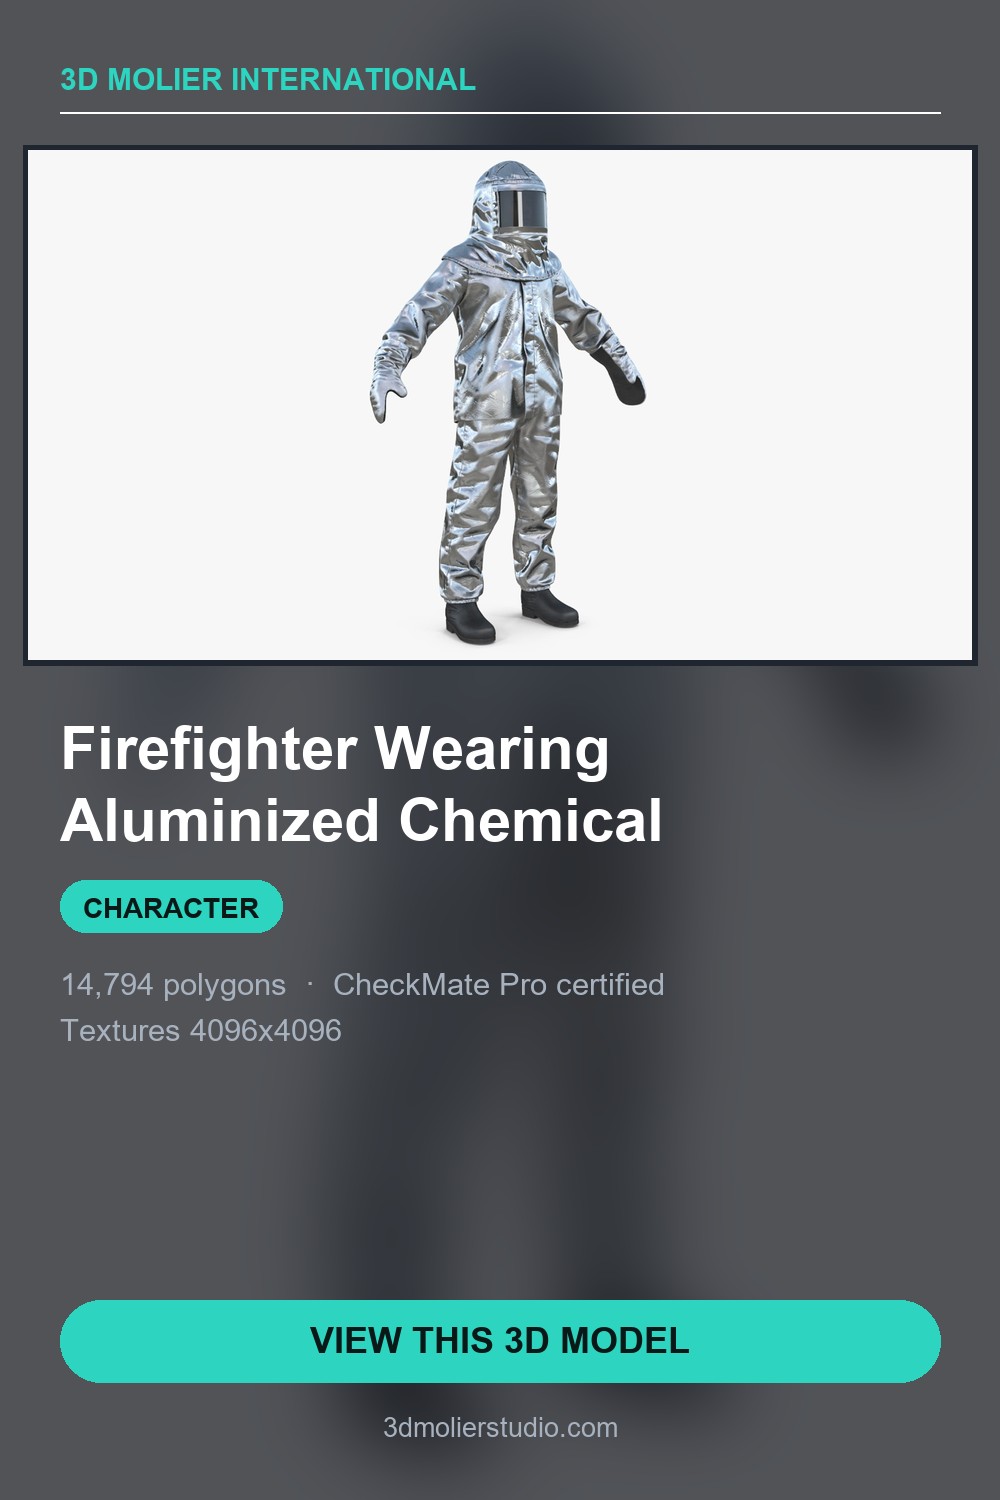 3D MOLIER INTERNATIONAL
Firefighter Wearing
Aluminized Chemical
CHARACTER
14,794 polygons · CheckMate Pro certified
Textures 4096x4096
VIEW THIS 3D MODEL
3dmolierstudio.com